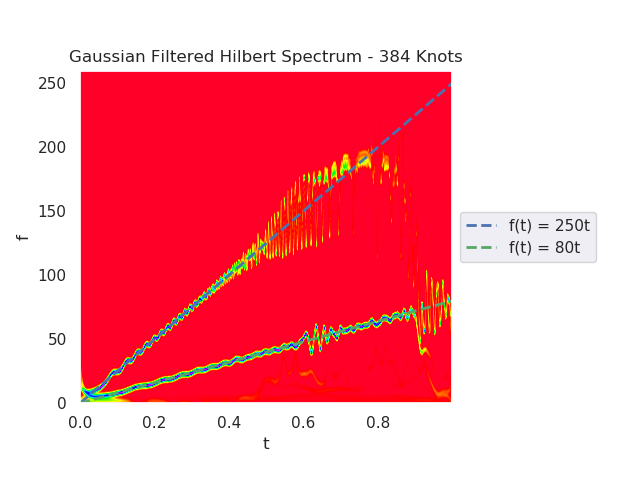 Gaussian Filtered Hilbert Spectrum - 384 Knots
250
200
150
100
50
0
f
0.0 0.2 0.4 0.6 0.8
t
f(t) = 250t
f(t) = 80t